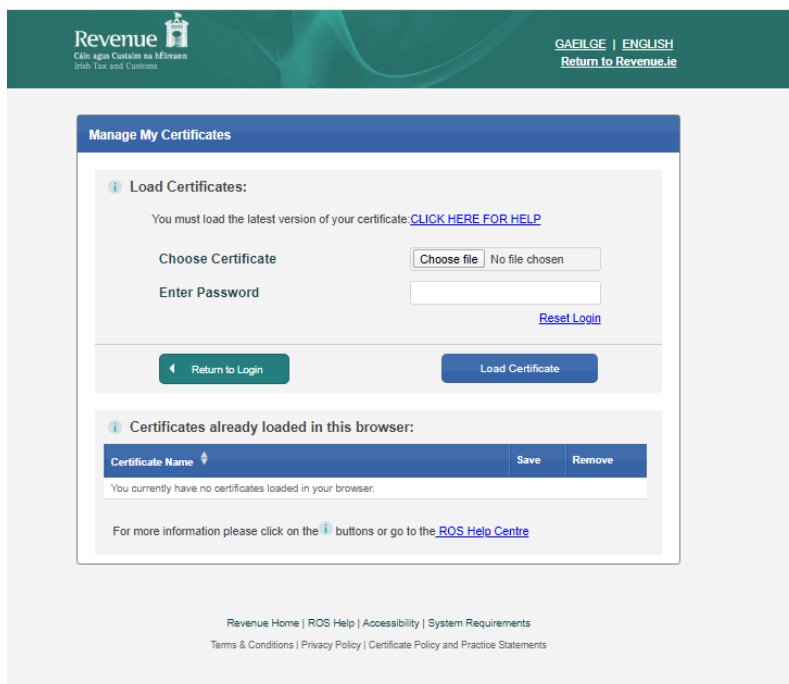 Revenue
Cáin agus Custaim na hÉireann
Irish Tax and Customs
GAEILGE | ENGLISH
Return to Revenue.ie
Manage My Certificates
i Load Certificates:
You must load the latest version of your certificate:CLICK HERE FOR HELP
Choose Certificate Choose file No file chosen
Enter Password
Reset Login
Return to Login Load Certificate
i Certificates already loaded in this browser:
Certificate Name Save Remove
You currently have no certificates loaded in your browser.
For more information please click on the i buttons or go to the ROS Help Centre
Revenue Home | ROS Help | Accessibility | System Requirements
Terms & Conditions | Privacy Policy | Certificate Policy and Practice Statements